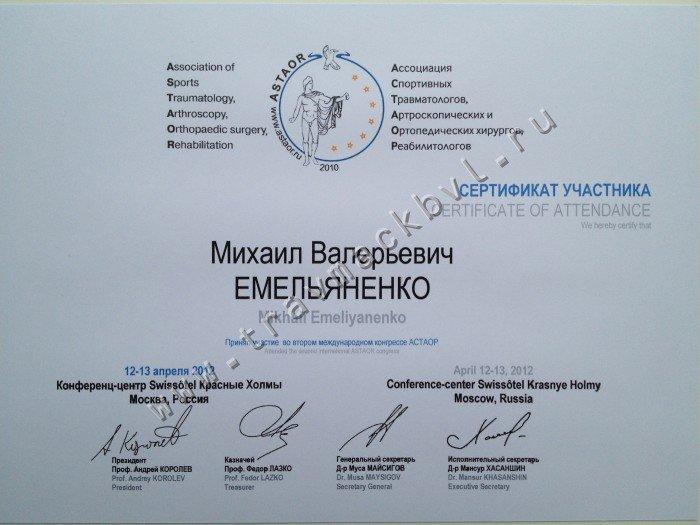 Association of
Sports
Traumatology,
Arthroscopy,
Orthopaedic surgery,
Rehabilitation
ASTAOR
www.astaor.ru
2010
Ассоциация
Спортивных
Травматологов,
Артроскопических и
Ортопедических хирургов,
Реабилитологов
СЕРТИФИКАТ УЧАСТНИКА
CERTIFICATE OF ATTENDANCE
We hereby certify that
Михаил Валерьевич
ЕМЕЛЬЯНЕНКО
Mikhail Emeliyanenko
Принял участие во втором международном конгрессе АСТАОР
Attended the second international ASTAOR congress
12-13 апреля 2012
Конференц-центр Swissôtel Красные Холмы
Москва, Россия
April 12-13, 2012
Conference-center Swissôtel Krasnye Holmy
Moscow, Russia
Президент
Проф. Андрей КОРОЛЕВ
Prof. Andrey KOROLEV
President
Казначей
Проф. Федор ЛАЗКО
Prof. Fedor LAZKO
Treasurer
Генеральный секретарь
Д-р Муса МАЙСИГОВ
Dr. Musa MAYSIGOV
Secretary General
Исполнительный секретарь
Д-р Мансур ХАСАНШИН
Dr. Mansur KHASANSHIN
Executive Secretary
www.travmackbvl.ru